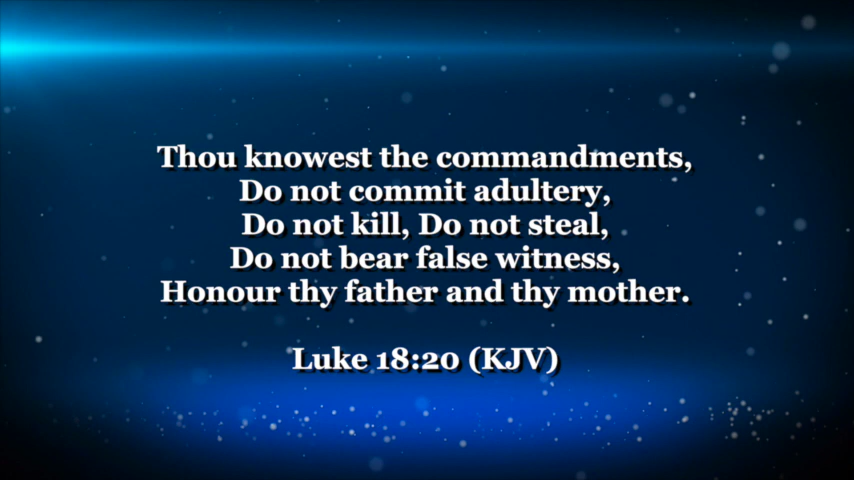 Thou knowest the commandments,
Do not commit adultery,
Do not kill, Do not steal,
Do not bear false witness,
Honour thy father and thy mother.
Luke 18:20 (KJV)